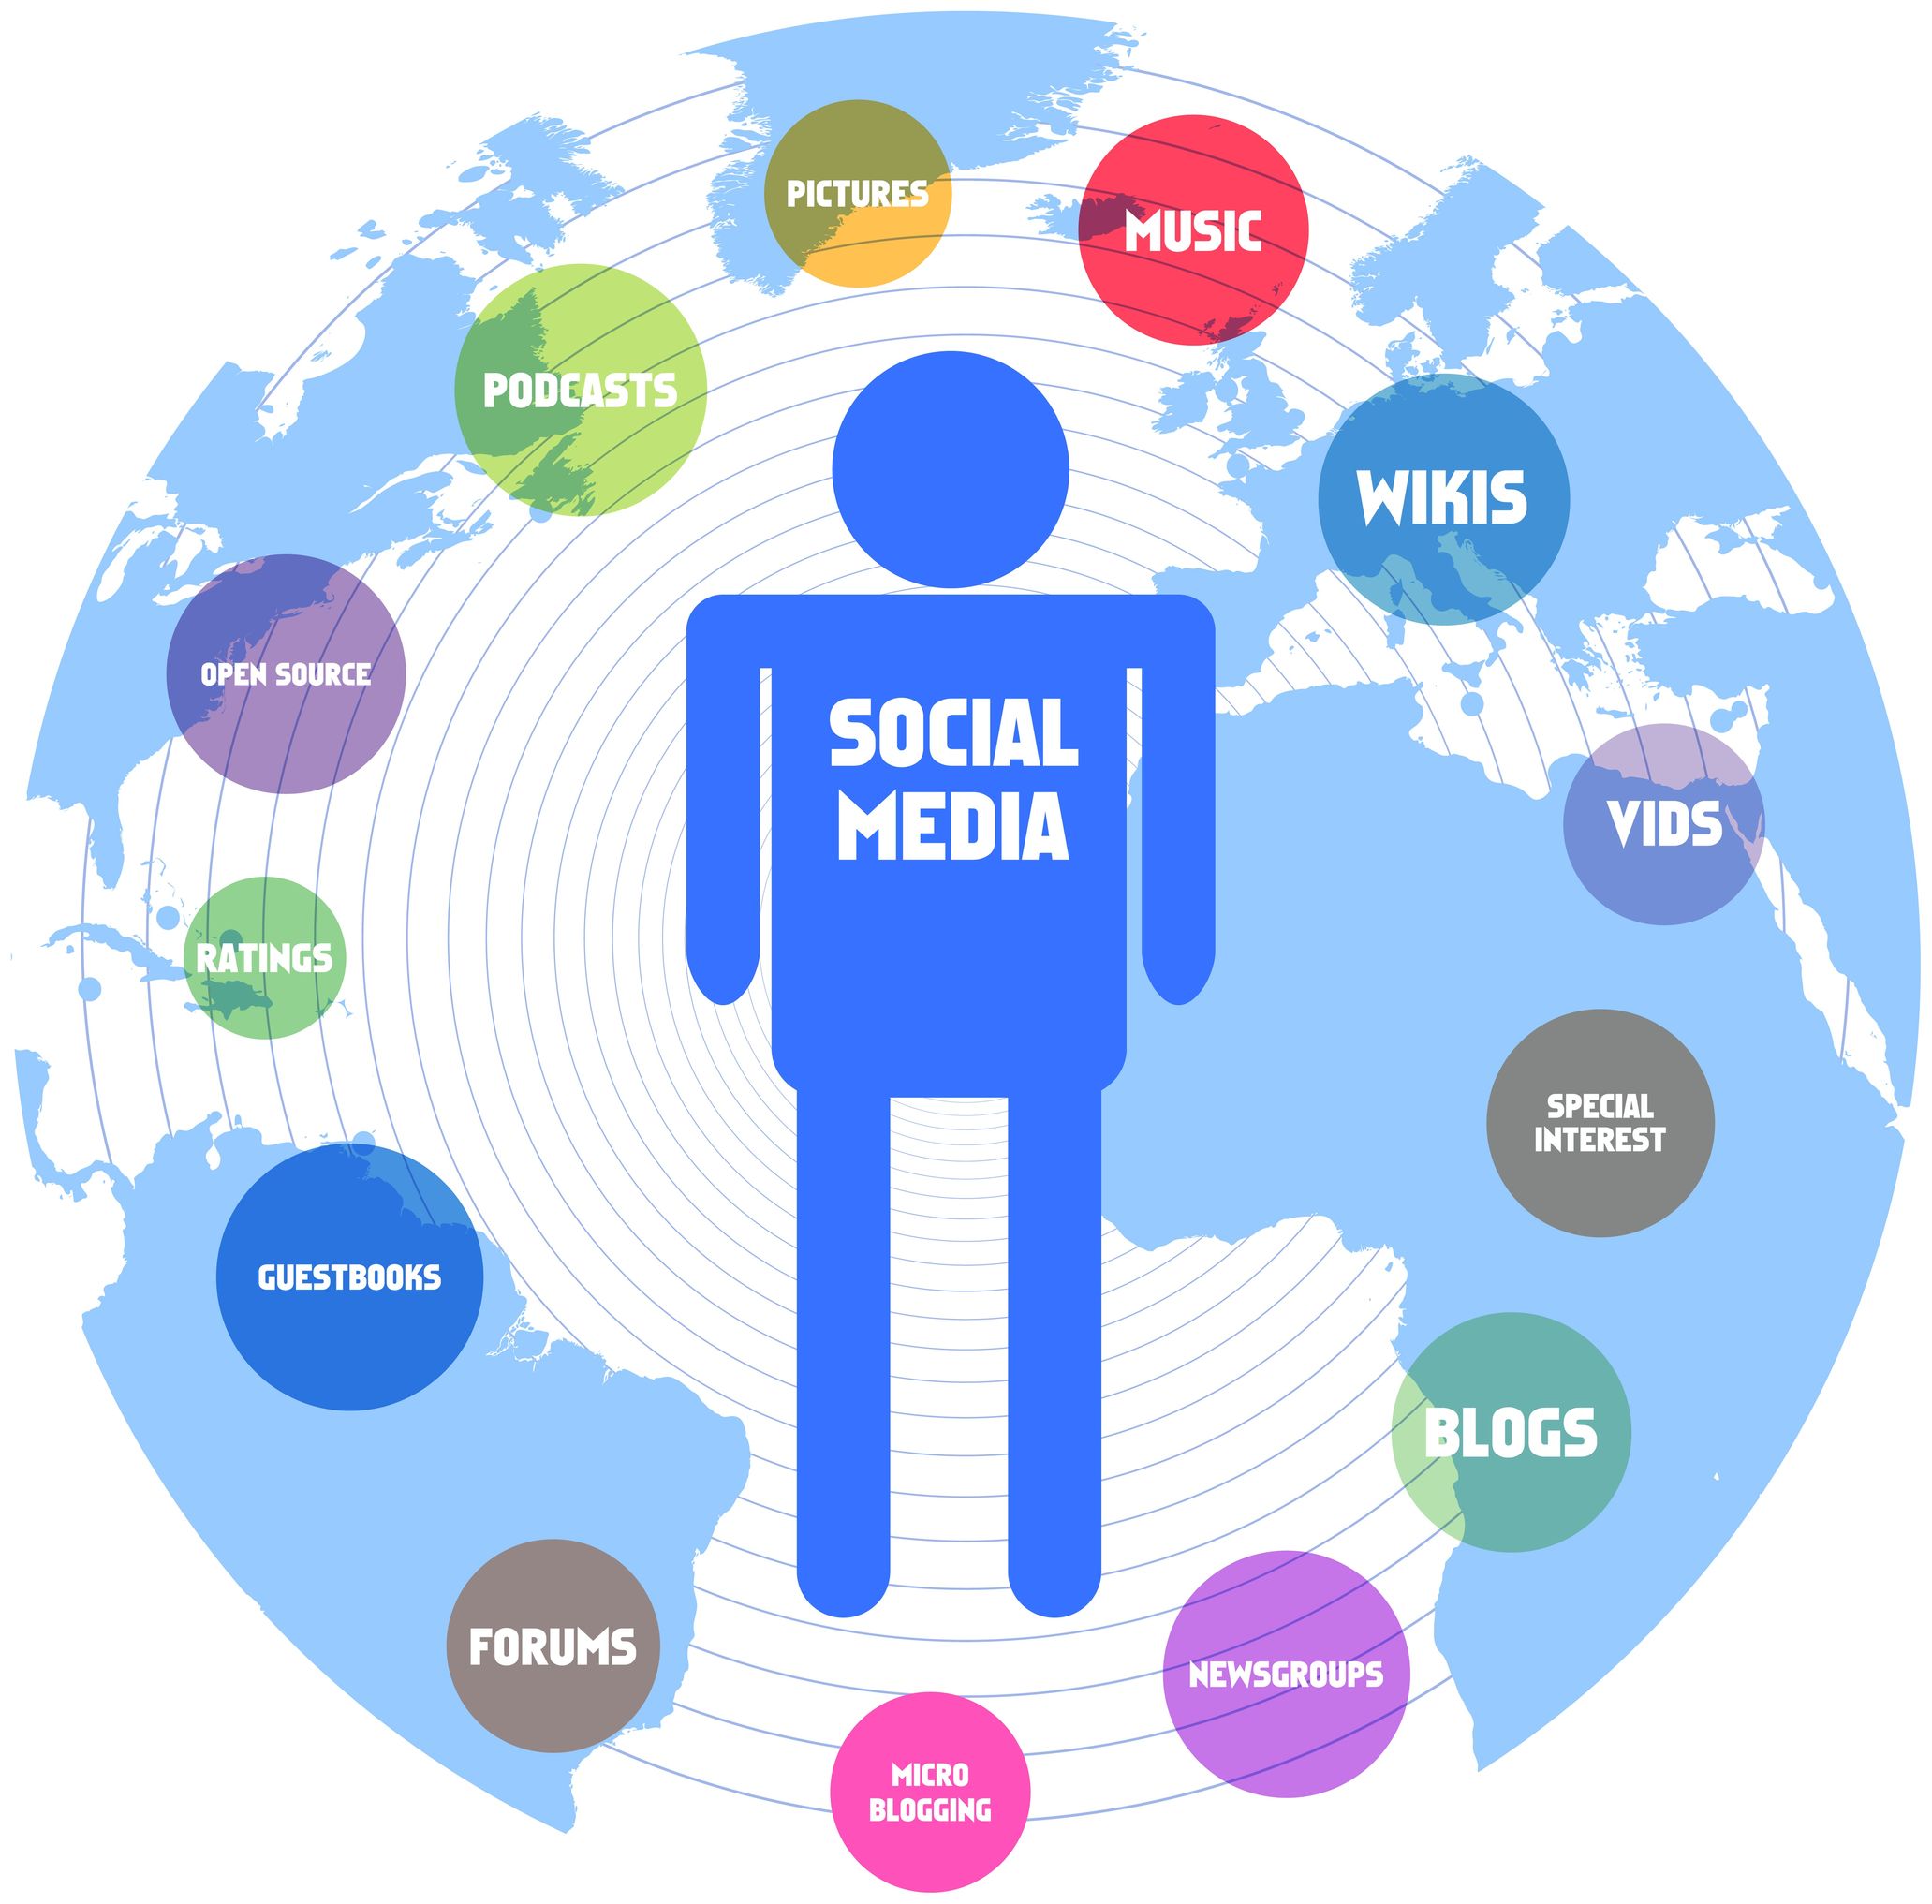 PICTURES
MUSIC
PODCASTS
WIKIS
OPEN SOURCE
SOCIAL
MEDIA
VIDS
RATINGS
SPECIAL
INTEREST
GUESTBOOKS
BLOGS
FORUMS
NEWSGROUPS
MICRO
BLOGGING